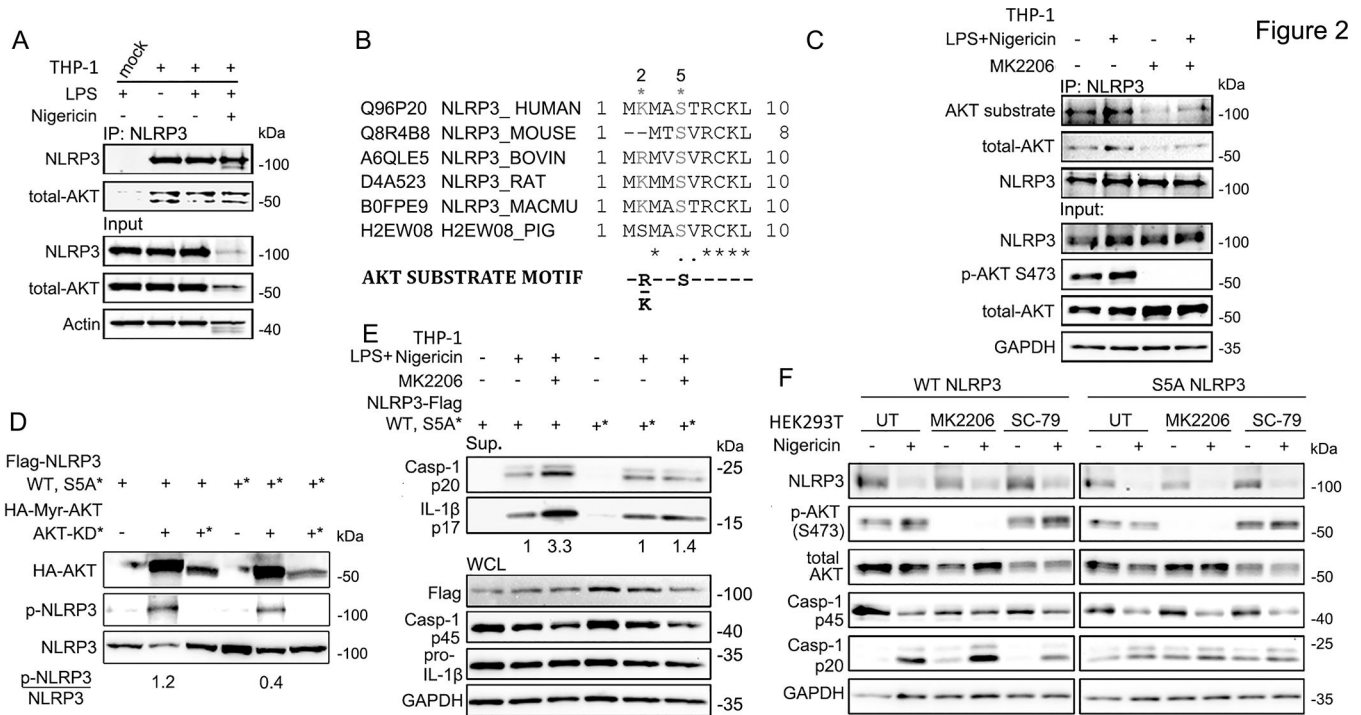 Figure 2
A
mock
THP-1 + + +
LPS + - + +
Nigericin - - - +
IP: NLRP3 kDa
NLRP3 -100
total-AKT -50
Input
NLRP3 -100
total-AKT -50
Actin -40
B
2 5
* *
Q96P20 NLRP3_HUMAN 1 MKMASTRCKL 10
Q8R4B8 NLRP3_MOUSE 1 --MTSVRCKL 8
A6QLE5 NLRP3_BOVIN 1 MRMVSVRCKL 10
D4A523 NLRP3_RAT 1 MKMMSVRCKL 10
B0FPE9 NLRP3_MACMU 1 MKMASVRCKL 10
H2EW08 H2EW08_PIG 1 MSMASVRCKL 10
* .. ****
AKT SUBSTRATE MOTIF -R-S------
K
C
THP-1
LPS+Nigericin - + - +
MK2206 - - + +
IP: NLRP3 kDa
AKT substrate -100
total-AKT -50
NLRP3 -100
Input:
NLRP3 -100
p-AKT S473 -50
total-AKT -50
GAPDH -35
D
Flag-NLRP3
WT, S5A* + + + +* +* +*
HA-Myr-AKT
AKT-KD* - + +* - + +*
kDa
HA-AKT -50
p-NLRP3 -100
NLRP3 -100
p-NLRP3 1.2 0.4
NLRP3
E
THP-1
LPS+Nigericin - + + - + +
MK2206 - - + - - +
NLRP3-Flag
WT, S5A* + + + +* +* +*
Sup. kDa
Casp-1 -25
p20
IL-1β
p17 -15
1 3.3 1 1.4
WCL
Flag -100
Casp-1
p45 -40
pro- -35
IL-1β
GAPDH -35
F
WT NLRP3 S5A NLRP3
HEK293T UT MK2206 SC-79 UT MK2206 SC-79
Nigericin - + - + - + - + - + - + kDa
NLRP3 -100
p-AKT
(S473) -50
total
AKT -50
Casp-1
p45 -40
Casp-1 -25
p20
GAPDH -35